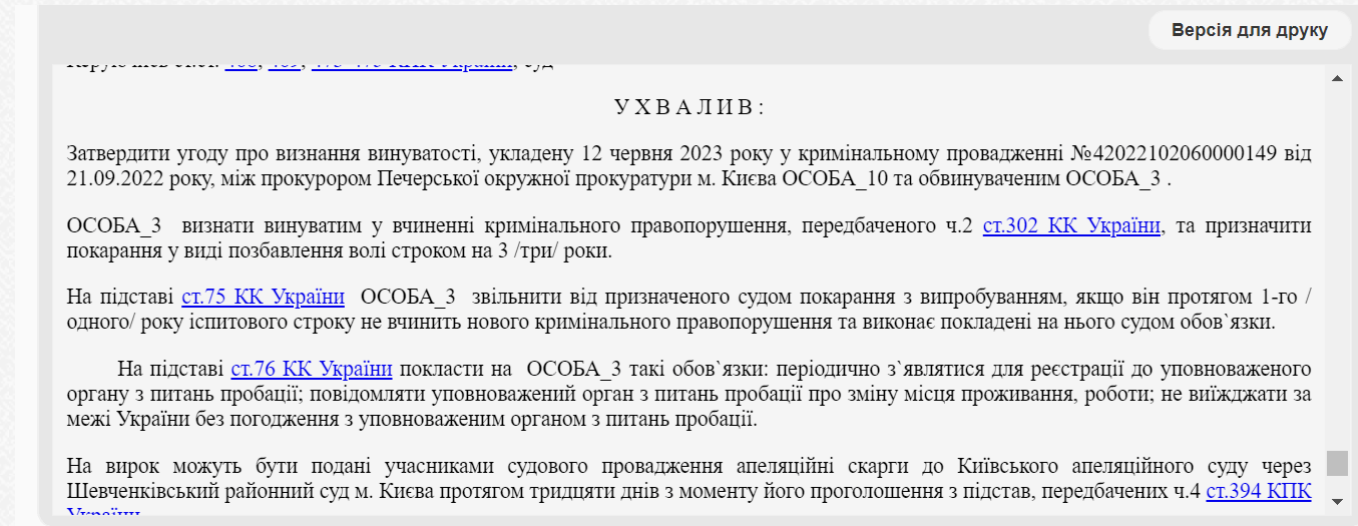 Версія для друку
У Х В А Л И В :
Затвердити угоду про визнання винуватості, укладену 12 червня 2023 року у кримінальному провадженні №42022102060000149 від
21.09.2022 року, між прокурором Печерської окружної прокуратури м. Києва ОСОБА_10 та обвинуваченим ОСОБА_3 .
ОСОБА_3 визнати винуватим у вчиненні кримінального правопорушення, передбаченого ч.2 ст.302 КК України, та призначити
покарання у виді позбавлення волі строком на 3 /три/ роки.
На підставі ст.75 КК України ОСОБА_3 звільнити від призначеного судом покарання з випробуванням, якщо він протягом 1-го /
одного/ року іспитового строку не вчинить нового кримінального правопорушення та виконає покладені на нього судом обов`язки.
На підставі ст.76 КК України покласти на ОСОБА_3 такі обов`язки: періодично з`являтися для реєстрації до уповноваженого
органу з питань пробації; повідомляти уповноважений орган з питань пробації про зміну місця проживання, роботи; не виїжджати за
межі України без погодження з уповноваженим органом з питань пробації.
На вирок можуть бути подані учасниками судового провадження апеляційні скарги до Київського апеляційного суду через
Шевченківський районний суд м. Києва протягом тридцяти днів з моменту його проголошення з підстав, передбачених ч.4 ст.394 КПК
України